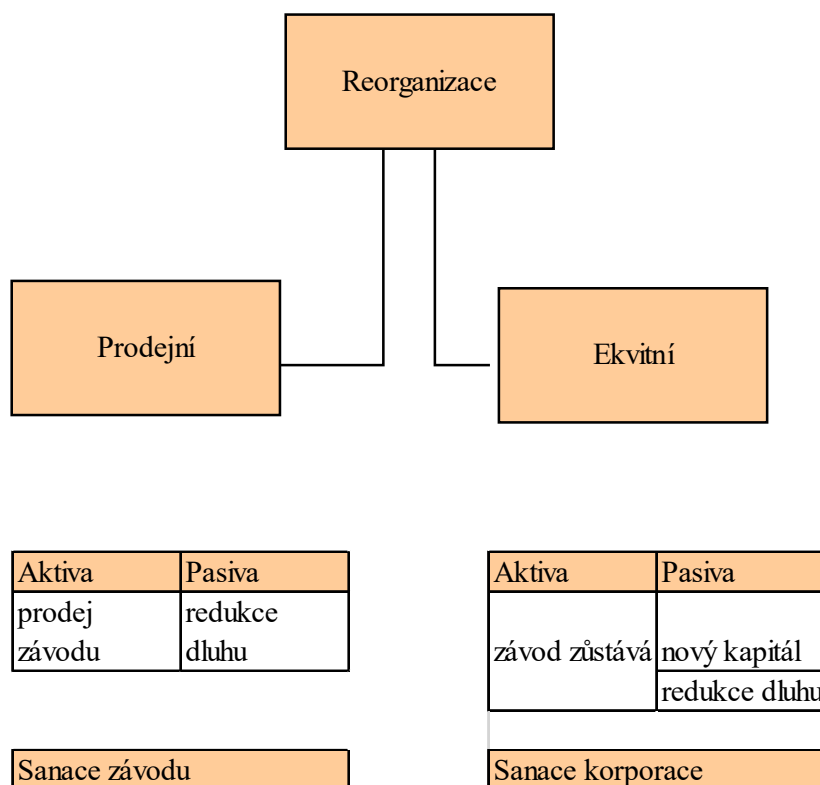 Reorganizace
Prodejní
Ekvitní
Aktiva Pasiva
prodej redukce
závodu dluhu
Sanace závodu
Aktiva Pasiva
závod zůstává nový kapitál
redukce dluhu
Sanace korporace